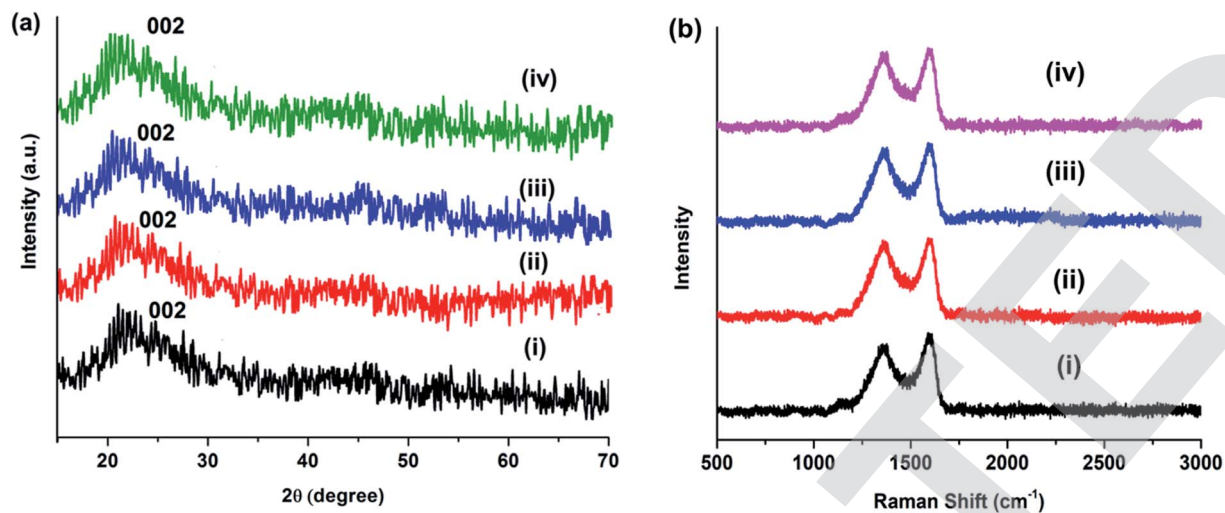 (a)
002
(iv)
002
(iii)
002
(ii)
002
(i)
Intensity (a.u.)
20
30
40
50
60
70
2θ (degree)
(b)
(iv)
(iii)
(ii)
(i)
Intensity
500
1000
1500
2000
2500
3000
Raman Shift (cm⁻¹)